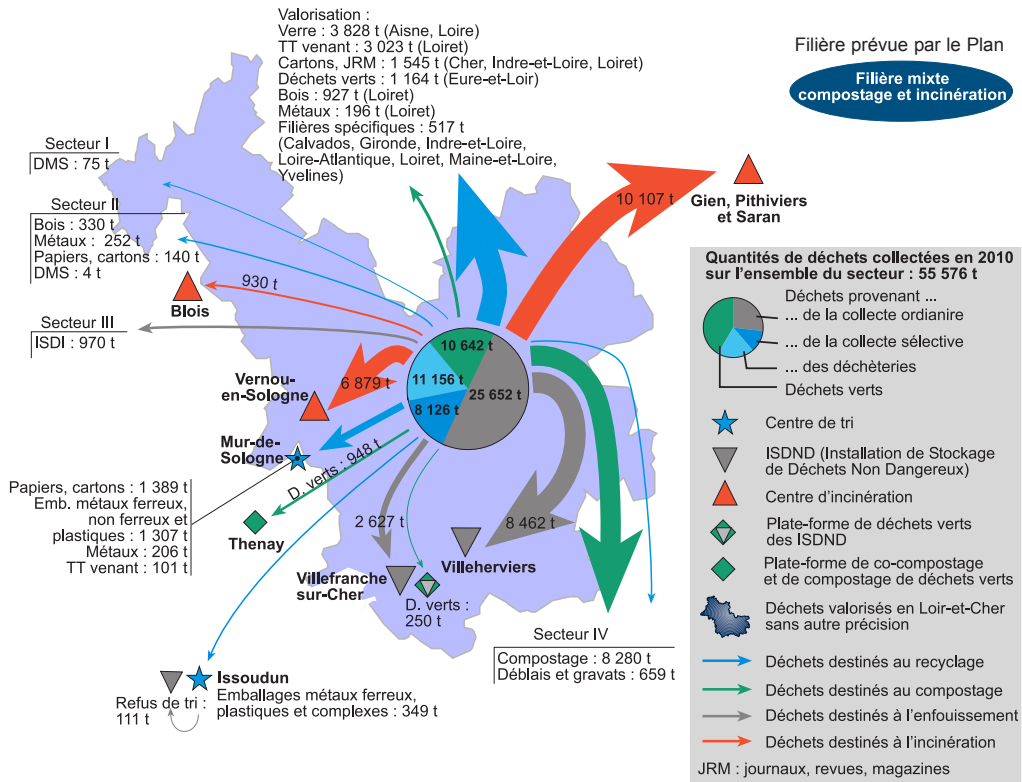 Valorisation :
Verre : 3 828 t (Aisne, Loire)
TT venant : 3 023 t (Loiret)
Cartons, JRM : 1 545 t (Cher, Indre-et-Loire, Loiret)
Déchets verts : 1 164 t (Eure-et-Loir)
Bois : 927 t (Loiret)
Métaux : 196 t (Loiret)
Filières spécifiques : 517 t
(Calvados, Gironde, Indre-et-Loire,
Loire-Atlantique, Loiret, Maine-et-Loire,
Yvelines)
Filière prévue par le Plan
Filière mixte
compostage et incinération
Secteur I
DMS : 75 t
Secteur II
Bois : 330 t
Métaux : 252 t
Papiers, cartons : 140 t
DMS : 4 t
930 t
Blois
Secteur III
ISDI : 970 t
10 107 t
Gien, Pithiviers
et Saran
10 642 t
11 156 t
25 652 t
8 126 t
6 879 t
Vernou-
en-Sologne
Mur-de-
Sologne
Papiers, cartons : 1 389 t
Emb. métaux ferreux,
non ferreux et
plastiques : 1 307 t
Métaux : 206 t
TT venant : 101 t
D. verts : 948 t
Thenay
2 627 t
8 462 t
Villefranche
sur-Cher
Villeherviers
D. verts :
250 t
Secteur IV
Compostage : 8 280 t
Déblais et gravats : 659 t
Issoudun
Emballages métaux ferreux,
plastiques et complexes : 349 t
Refus de tri :
111 t
Quantités de déchets collectées en 2010
sur l'ensemble du secteur : 55 576 t
Déchets provenant ...
... de la collecte ordianire
... de la collecte sélective
... des déchèteries
Déchets verts
Centre de tri
ISDND (Installation de Stockage
de Déchets Non Dangereux)
Centre d'incinération
Plate-forme de déchets verts
des ISDND
Plate-forme de co-compostage
et de compostage de déchets verts
Déchets valorisés en Loir-et-Cher
sans autre précision
Déchets destinés au recyclage
Déchets destinés au compostage
Déchets destinés à l'enfouissement
Déchets destinés à l'incinération
JRM : journaux, revues, magazines